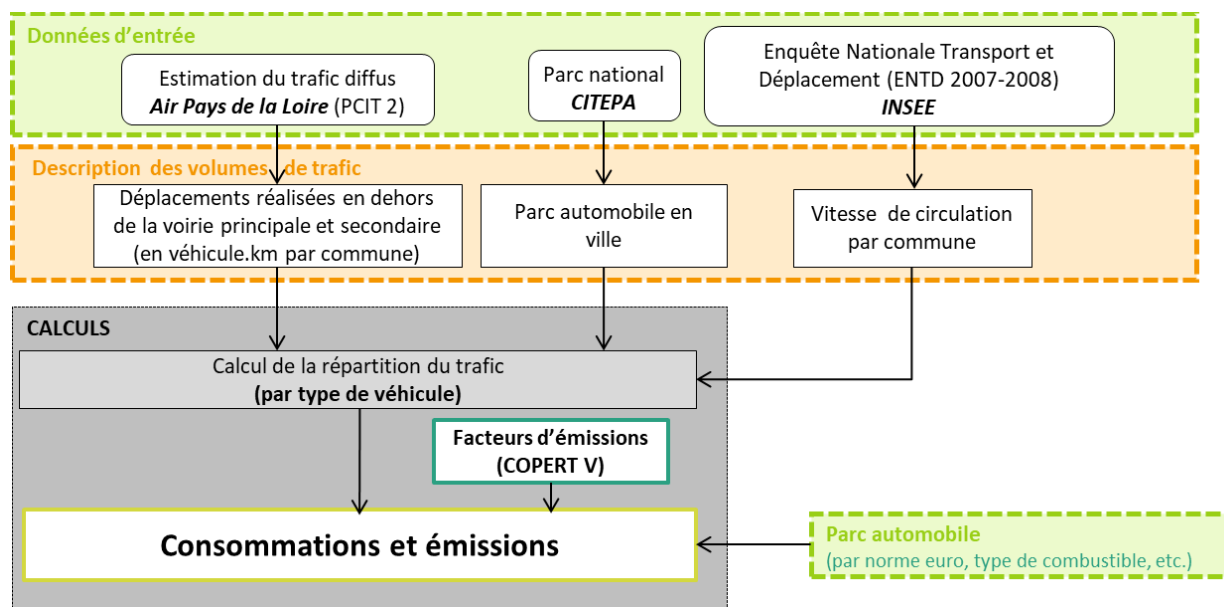 Données d'entrée
Estimation du trafic diffus
Air Pays de la Loire (PCIT 2)
Parc national
CITEPA
Enquête Nationale Transport et
Déplacement (ENTD 2007-2008)
INSEE
Description des volumes de trafic
Déplacements réalisées en dehors
de la voirie principale et secondaire
(en véhicule.km par commune)
Parc automobile en
ville
Vitesse de circulation
par commune
CALCULS
Calcul de la répartition du trafic
(par type de véhicule)
Facteurs d'émissions
(COPERT V)
Consommations et émissions
Parc automobile
(par norme euro, type de combustible, etc.)